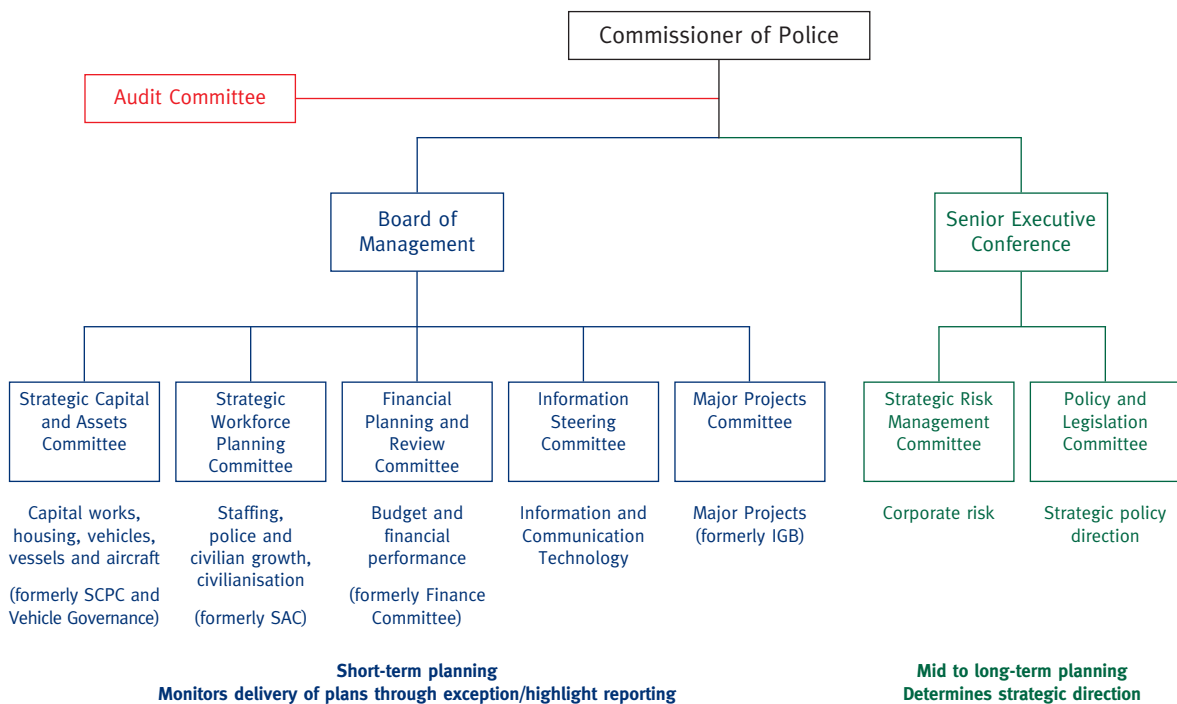 Commissioner of Police
Audit Committee
Board of
Management
Senior Executive
Conference
Strategic Capital
and Assets
Committee
Strategic
Workforce
Planning
Committee
Financial
Planning and
Review
Committee
Information
Steering
Committee
Major Projects
Committee
Strategic Risk
Management
Committee
Policy and
Legislation
Committee
Capital works,
housing, vehicles,
vessels and aircraft
(formerly SCPC and
Vehicle Governance)
Staffing,
police and
civilian growth,
civilianisation
(formerly SAC)
Budget and
financial
performance
(formerly Finance
Committee)
Information and
Communication
Technology
Major Projects
(formerly IGB)
Corporate risk
Strategic policy
direction
Short-term planning
Monitors delivery of plans through exception/highlight reporting
Mid to long-term planning
Determines strategic direction